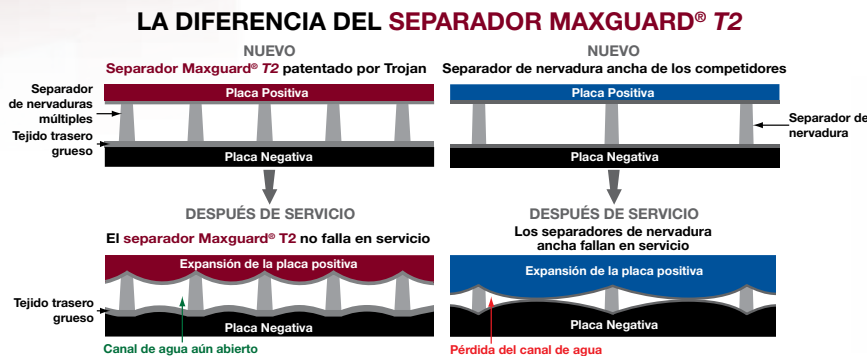 LA DIFERENCIA DEL SEPARADOR MAXGUARD® T2
NUEVO
Separador Maxguard® T2 patentado por Trojan
Placa Positiva
Separador
de nervaduras
múltiples
Tejido trasero
grueso
Placa Negativa
DESPUÉS DE SERVICIO
El separador Maxguard® T2 no falla en servicio
Expansión de la placa positiva
Tejido trasero
grueso
Placa Negativa
Canal de agua aún abierto
NUEVO
Separador de nervadura ancha de los competidores
Placa Positiva
Separador de
nervadura
Placa Negativa
DESPUÉS DE SERVICIO
Los separadores de nervadura
ancha fallan en servicio
Expansión de la placa positiva
Placa Negativa
Pérdida del canal de agua